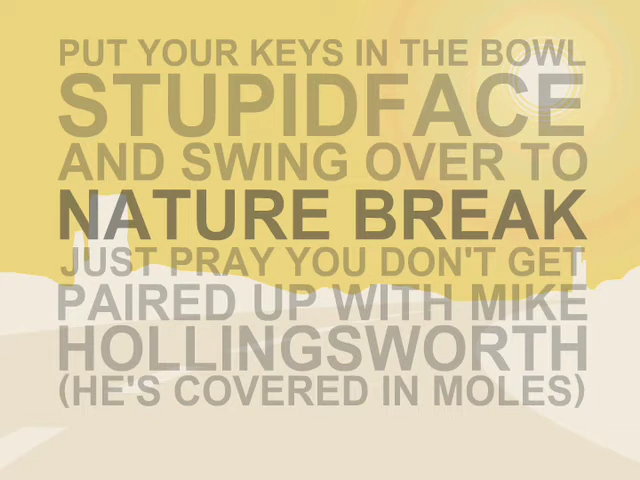 PUT YOUR KEYS IN THE BOWL
STUPIDFACE
AND SWING OVER TO
NATURE BREAK
JUST PRAY YOU DON'T GET
PAIRED UP WITH MIKE
HOLLINGSWORTH
(HE'S COVERED IN MOLES)